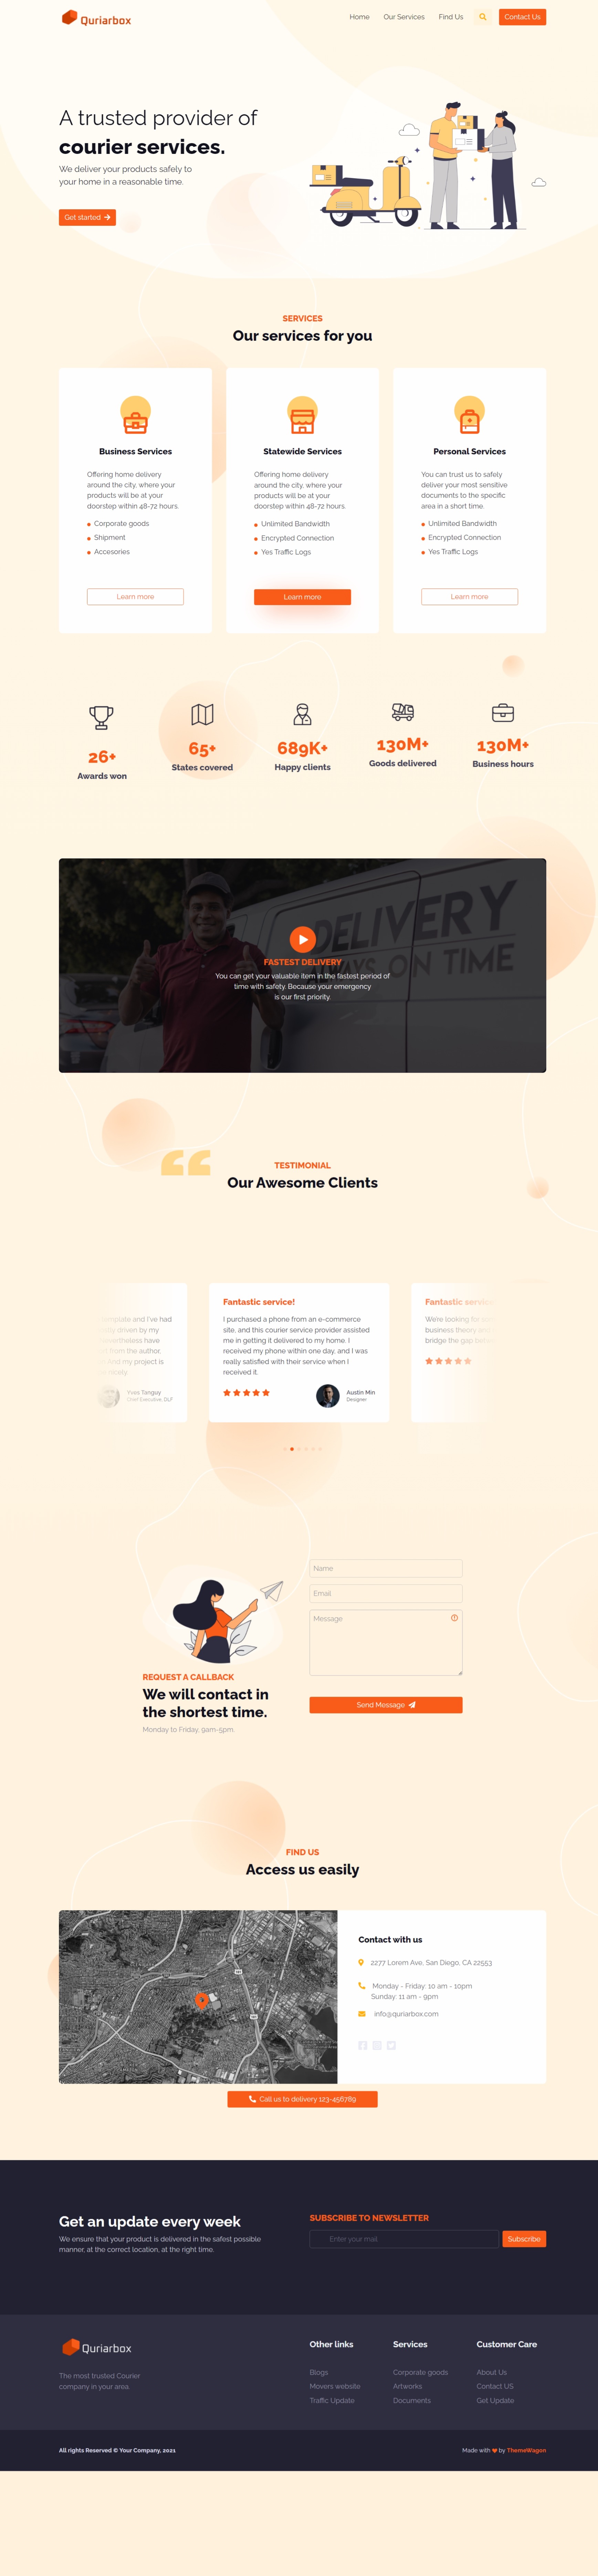 Quriarbox
Home Our Services Find Us Contact Us
A trusted provider of
courier services.
We deliver your products safely to
your home in a reasonable time.
Get started
SERVICES
Our services for you
Business Services
Offering home delivery
around the city, where your
products will be at your
doorstep within 48-72 hours.
Corporate goods
Shipment
Accesories
Learn more
Statewide Services
Offering home delivery
around the city, where your
products will be at your
doorstep within 48-72 hours.
Unlimited Bandwidth
Encrypted Connection
Yes Traffic Logs
Learn more
Personal Services
You can trust us to safely
deliver your most sensitive
documents to the specific
area in a short time.
Unlimited Bandwidth
Encrypted Connection
Yes Traffic Logs
Learn more
26+
Awards won
65+
States covered
689K+
Happy clients
130M+
Goods delivered
130M+
Business hours
DELIVERY
ON TIME
FASTEST DELIVERY
You can get your valuable item in the fastest period of
time with safety. Because your emergency
is our first priority.
TESTIMONIAL
Our Awesome Clients
and I've had
driven by my
have
from the author.
And my project is
Yves Tanguy
Chief Executive, DLF
Fantastic service!
I purchased a phone from an e-commerce
site, and this courier service provider assisted
me in getting it delivered to my home. I
received my phone within one day, and I was
really satisfied with their service when I
received it.
Austin Min
Designer
Fantastic
We're looking for
business theory
bridge the gap
REQUEST A CALLBACK
We will contact in
the shortest time.
Monday to Friday, 9am-5pm.
Name
Email
Message
Send Message
FIND US
Access us easily
Contact with us
2277 Lorem Ave, San Diego, CA 22553
Monday - Friday: 10 am - 10pm
Sunday: 11 am - 9pm
info@quriarbox.com
Call us to delivery 123-456789
Get an update every week
We ensure that your product is delivered in the safest possible
manner, at the correct location, at the right time.
SUBSCRIBE TO NEWSLETTER
Enter your mail
Subscribe
Quriarbox
The most trusted Courier
company in your area.
Other links
Blogs
Movers website
Traffic Update
Services
Corporate goods
Artworks
Documents
Customer Care
About Us
Contact US
Get Update
All rights Reserved © Your Company, 2021
Made with by ThemeWagon